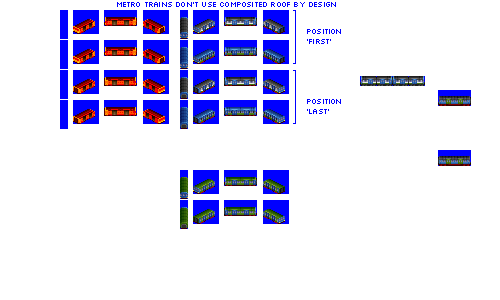 METRO TRAINS DON'T USE COMPOSITED ROOF BY DESIGN
POSITION
'FIRST'
POSITION
'LAST'